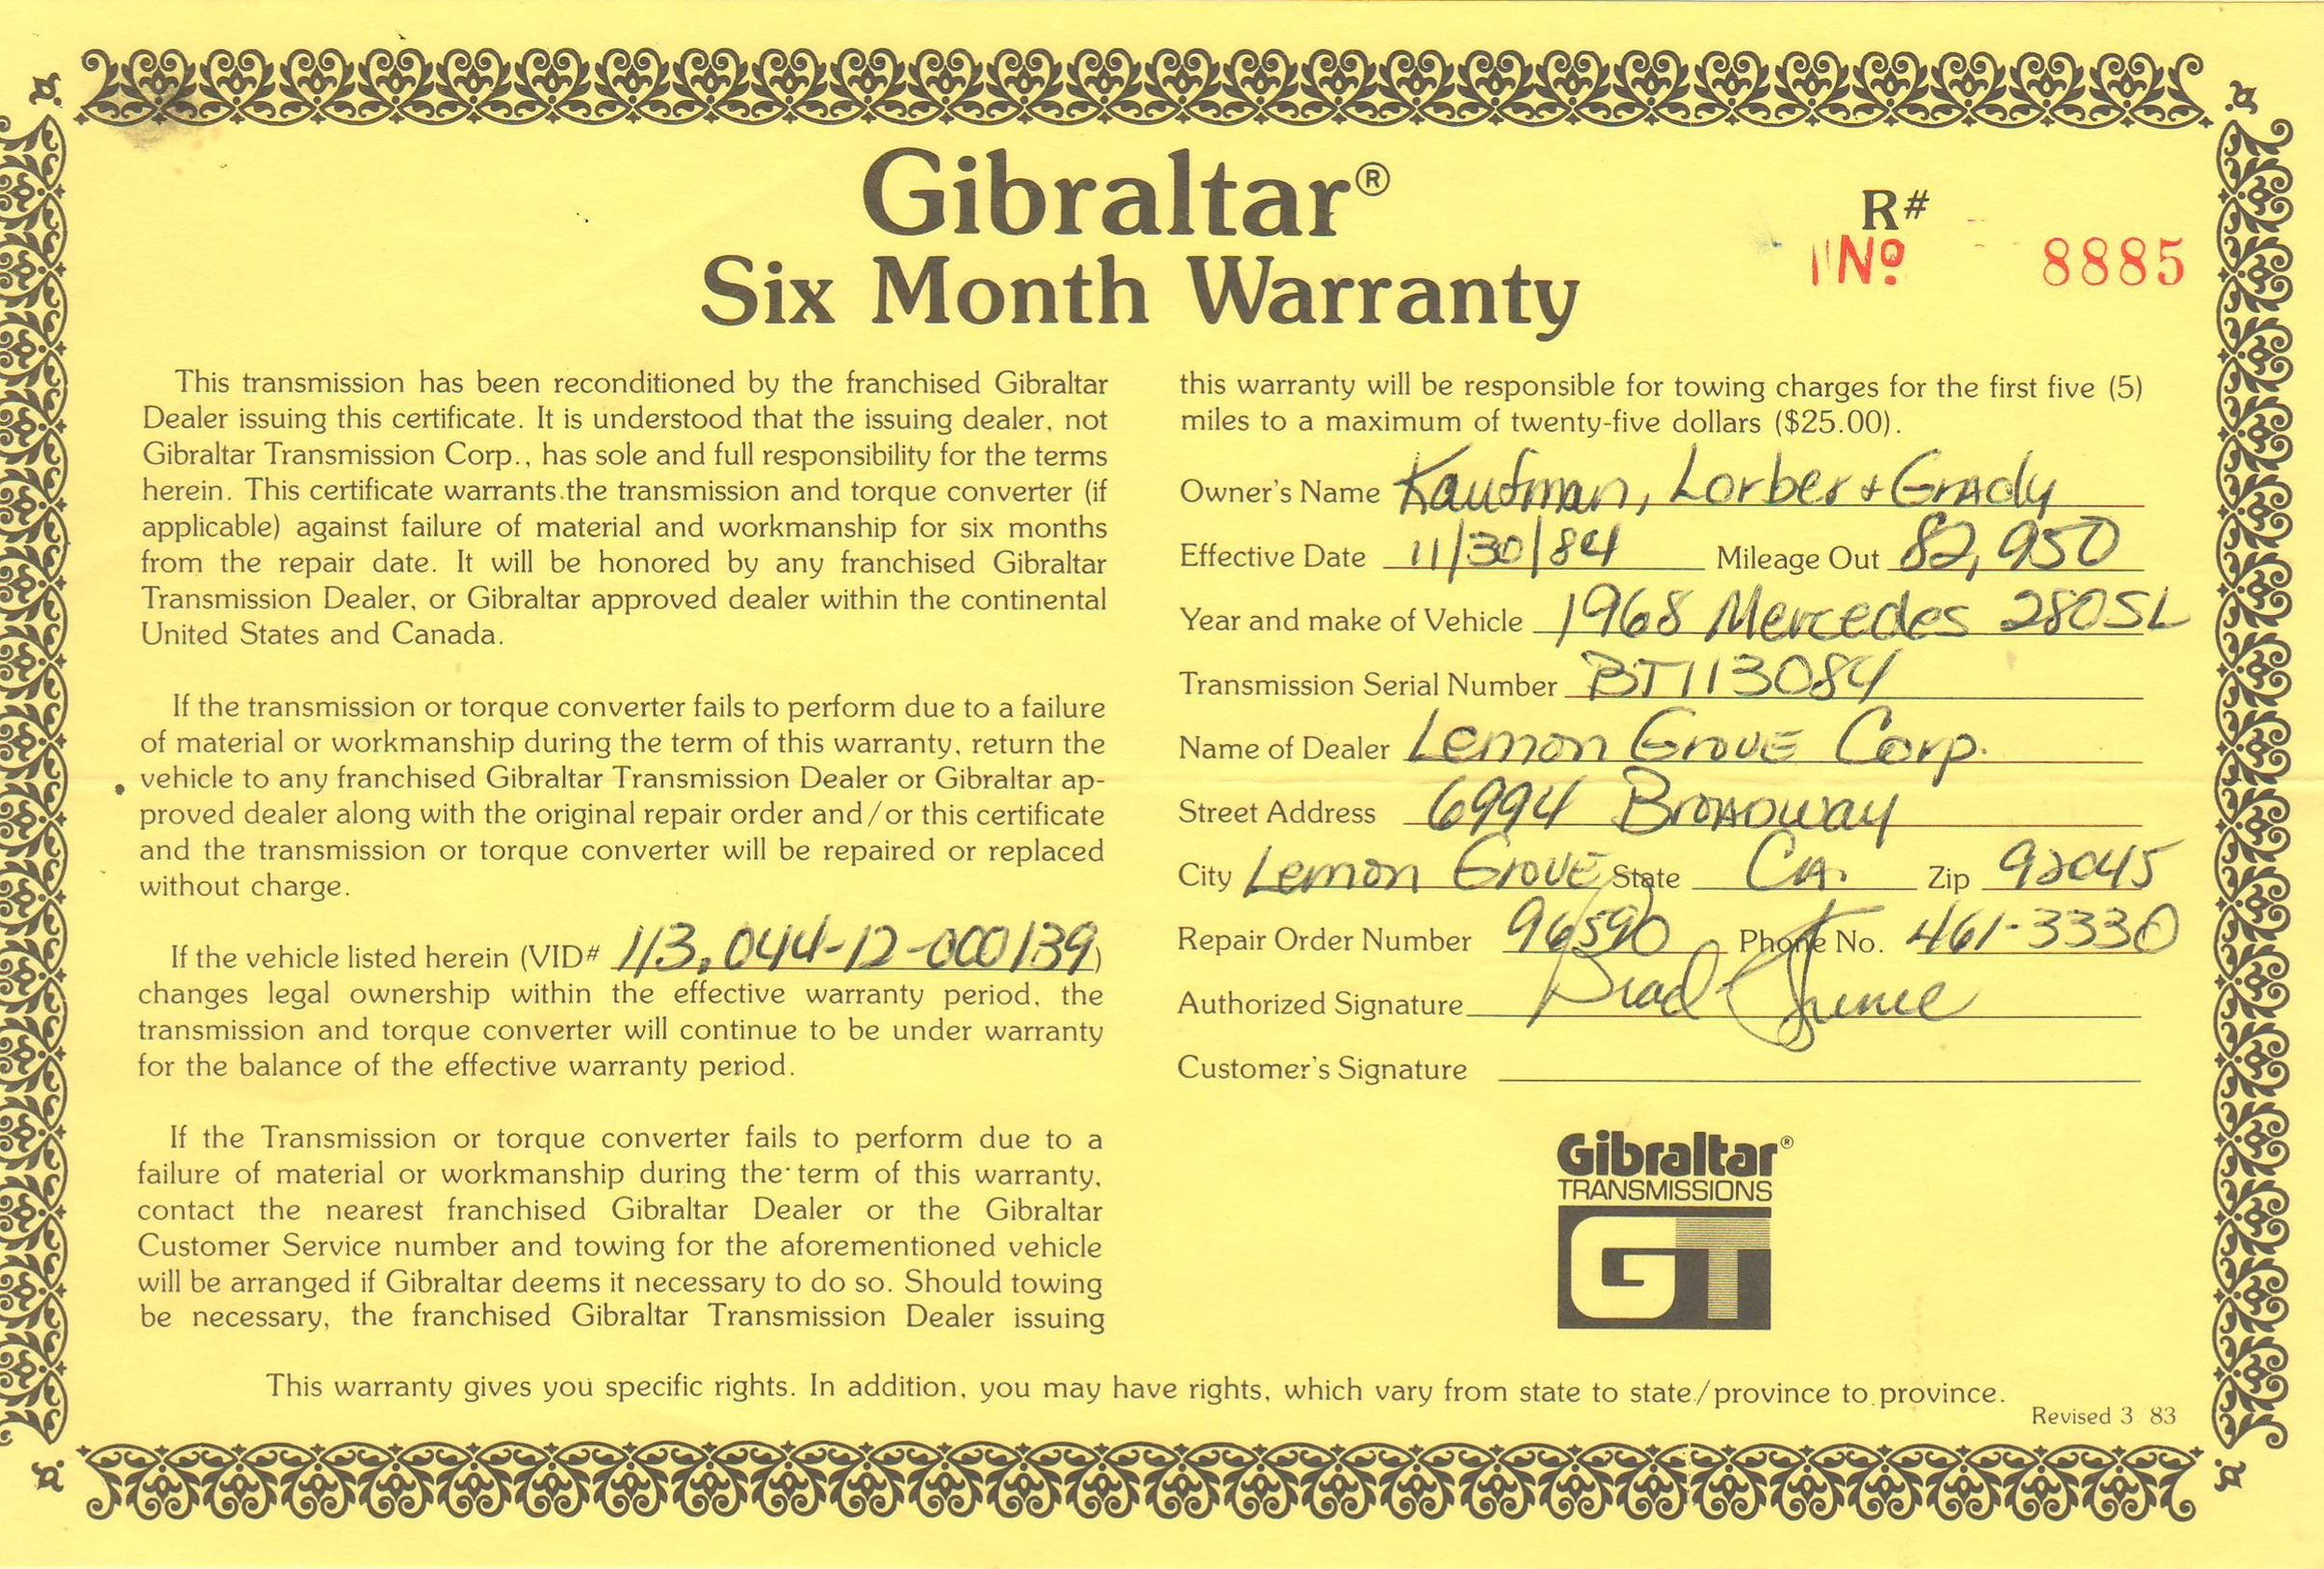 Gibraltar®
Six Month Warranty
R#
Nº 8885
This transmission has been reconditioned by the franchised Gibraltar
Dealer issuing this certificate. It is understood that the issuing dealer, not
Gibraltar Transmission Corp., has sole and full responsibility for the terms
herein. This certificate warrants the transmission and torque converter (if
applicable) against failure of material and workmanship for six months
from the repair date. It will be honored by any franchised Gibraltar
Transmission Dealer, or Gibraltar approved dealer within the continental
United States and Canada.
If the transmission or torque converter fails to perform due to a failure
of material or workmanship during the term of this warranty, return the
vehicle to any franchised Gibraltar Transmission Dealer or Gibraltar ap-
proved dealer along with the original repair order and/or this certificate
and the transmission or torque converter will be repaired or replaced
without charge.
If the vehicle listed herein (VID# 113.044-12-000139)
changes legal ownership within the effective warranty period, the
transmission and torque converter will continue to be under warranty
for the balance of the effective warranty period.
If the Transmission or torque converter fails to perform due to a
failure of material or workmanship during the term of this warranty,
contact the nearest franchised Gibraltar Dealer or the Gibraltar
Customer Service number and towing for the aforementioned vehicle
will be arranged if Gibraltar deems it necessary to do so. Should towing
be necessary, the franchised Gibraltar Transmission Dealer issuing
this warranty will be responsible for towing charges for the first five (5)
miles to a maximum of twenty-five dollars ($25.00).
Owner's Name Kaufman, Lorber + Grady
Effective Date 11/30/84 Mileage Out 82,950
Year and make of Vehicle 1968 Mercedes 280SL
Transmission Serial Number BT113084
Name of Dealer Lemon Grove Corp.
Street Address 6994 Broadway
City Lemon Grove State CA. Zip 92045
Repair Order Number 96590 Phone No. 461-3330
Authorized Signature Brad
Customer's Signature
Gibraltar®
TRANSMISSIONS
GT
This warranty gives you specific rights. In addition, you may have rights, which vary from state to state/province to province.
Revised 3 83